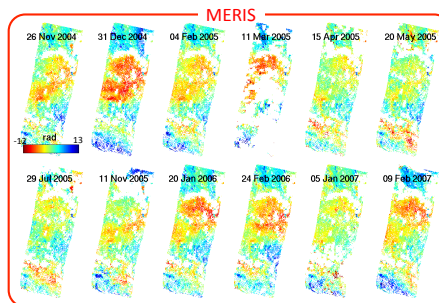 MERIS
26 Nov 2004 31 Dec 2004 04 Feb 2005 11 Mar 2005 15 Apr 2005 20 May 2005
rad
-13 13
29 Jul 2005 11 Nov 2005 20 Jan 2006 24 Feb 2006 05 Jan 2007 09 Feb 2007